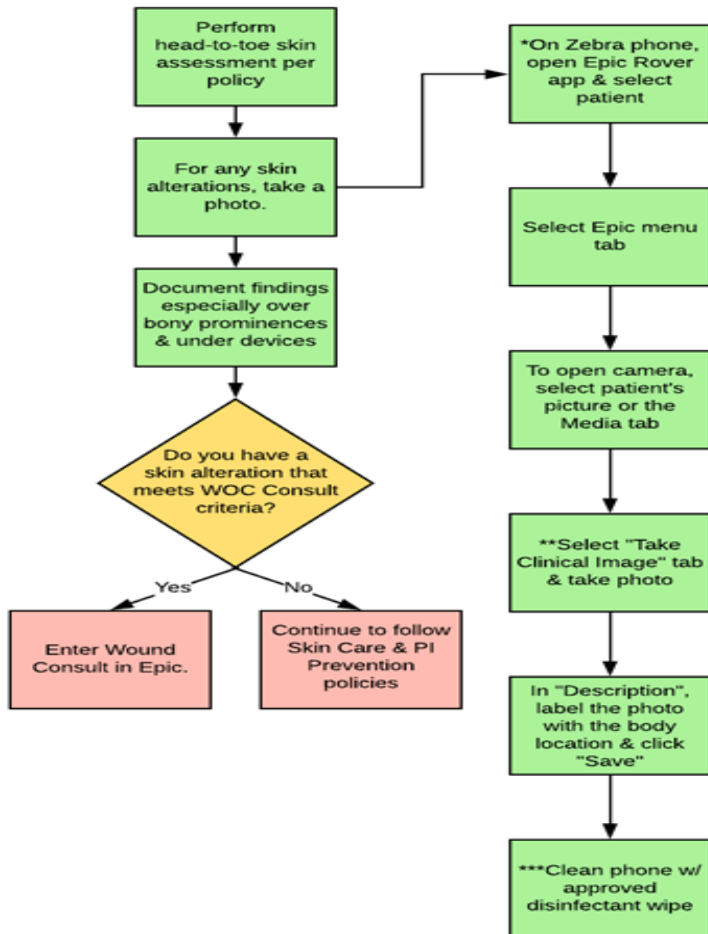 Perform
head-to-toe skin
assessment per
policy
For any skin
alterations, take a
photo.
Document findings
especially over
bony prominences
& under devices
Do you have a
skin alteration that
meets WOC Consult
criteria?
Yes
No
Enter Wound
Consult in Epic.
Continue to follow
Skin Care & PI
Prevention
policies
*On Zebra phone,
open Epic Rover
app & select
patient
Select Epic menu
tab
To open camera,
select patient's
picture or the
Media tab
**Select "Take
Clinical Image" tab
& take photo
In "Description",
label the photo
with the body
location & click
"Save"
***Clean phone w/
approved
disinfectant wipe